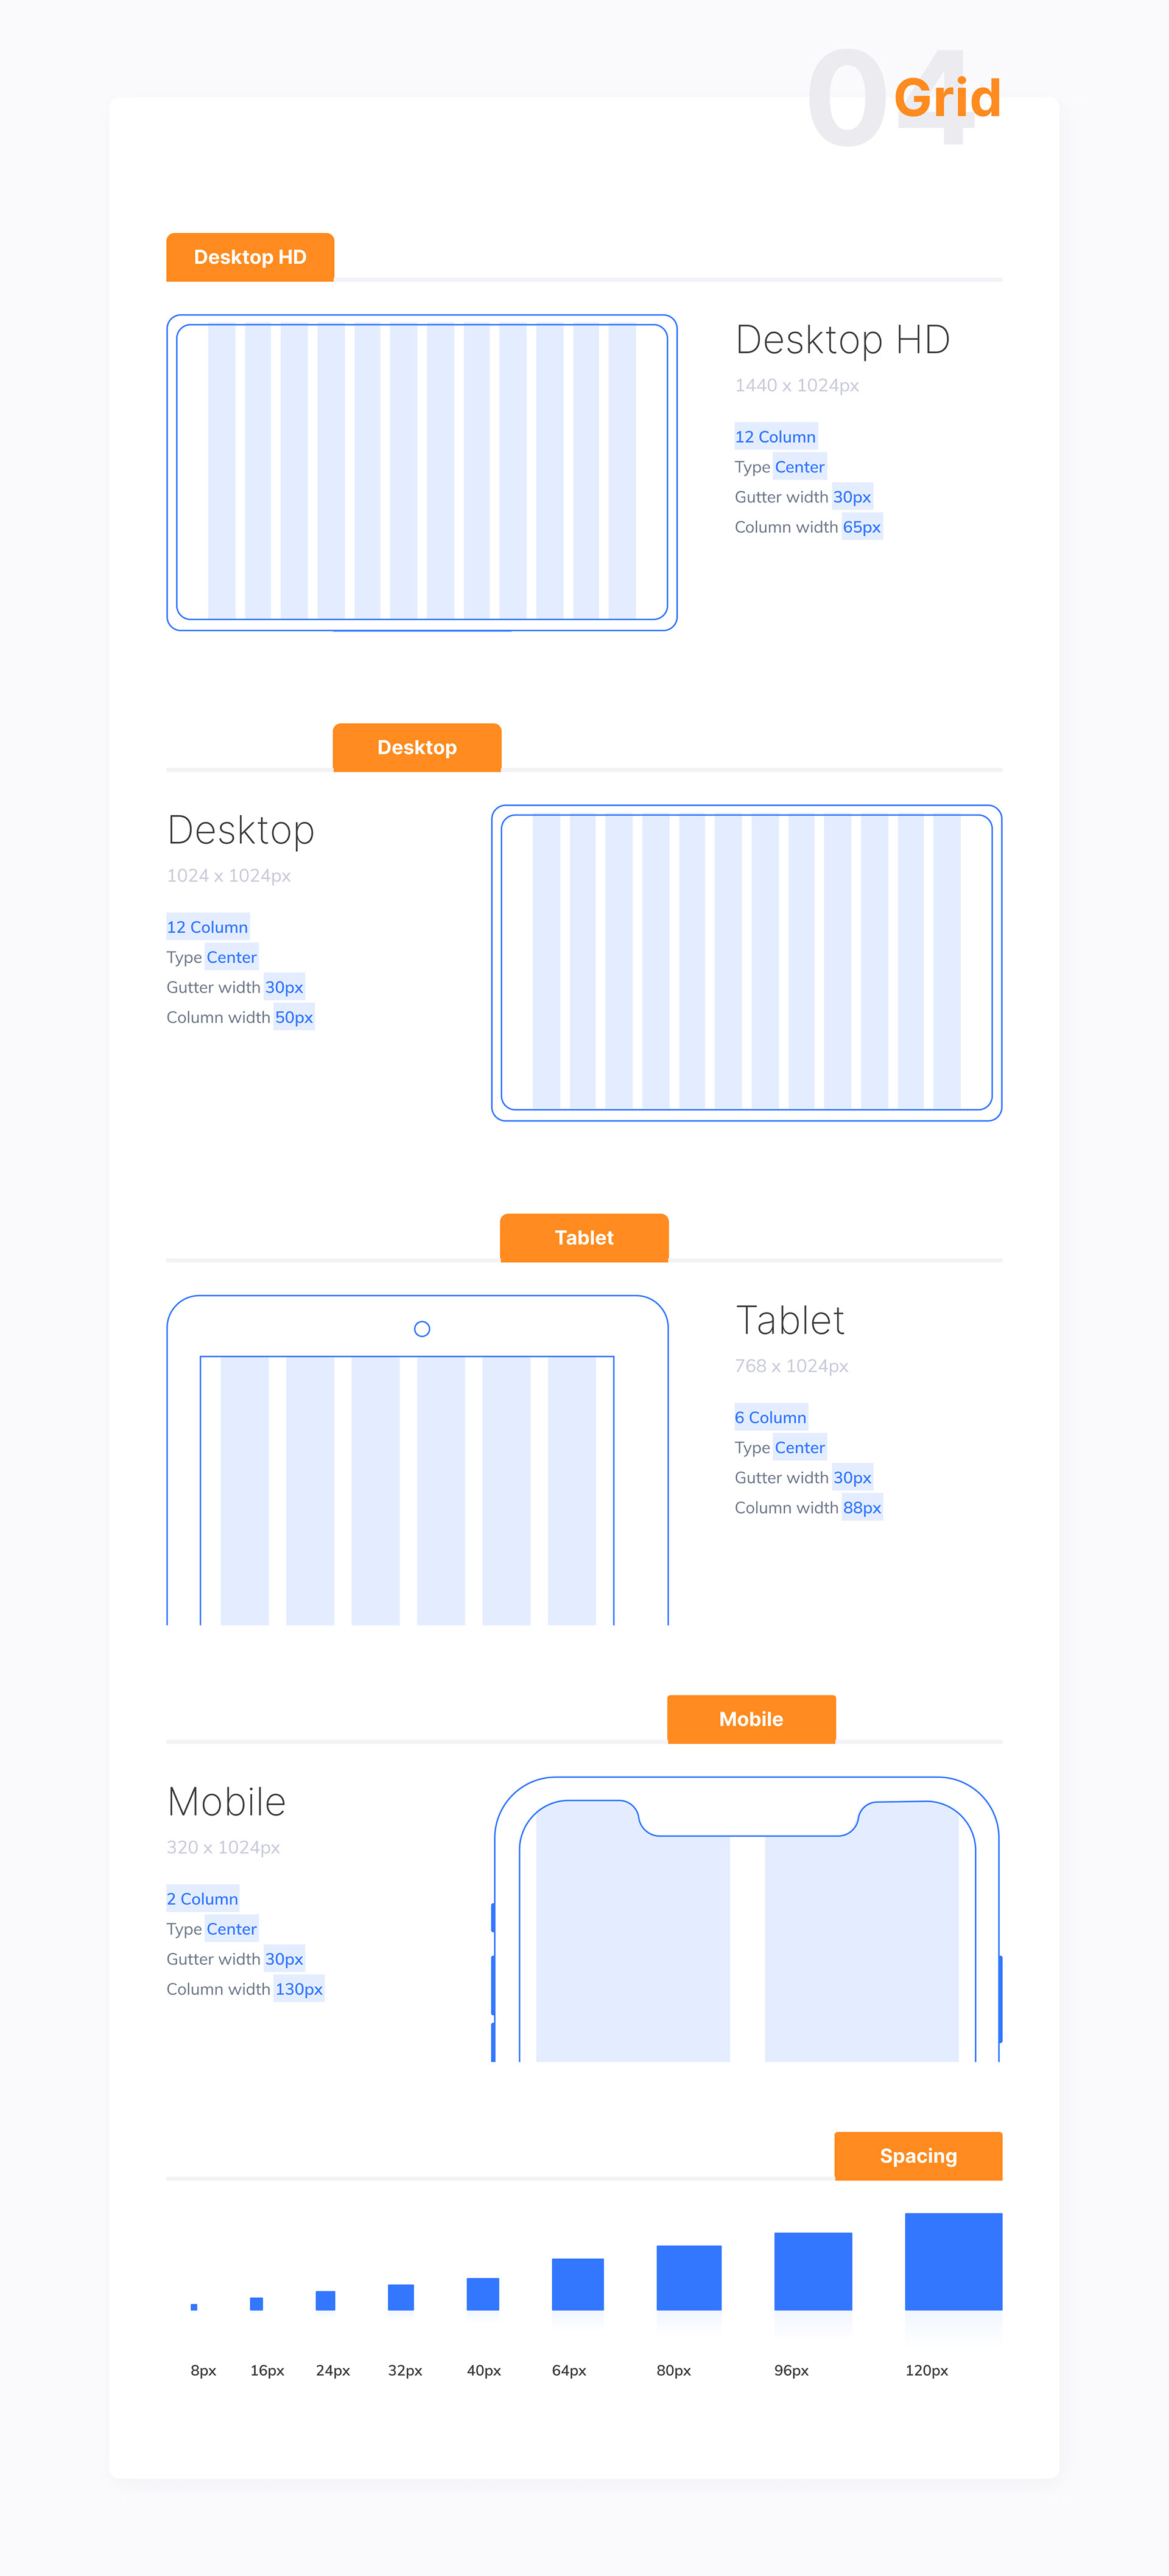 04
Grid
Desktop HD
Desktop HD
1440 x 1024px
12 Column
Type Center
Gutter width 30px
Column width 65px
Desktop
Desktop
1024 x 1024px
12 Column
Type Center
Gutter width 30px
Column width 50px
Tablet
Tablet
768 x 1024px
6 Column
Type Center
Gutter width 30px
Column width 88px
Mobile
Mobile
320 x 1024px
2 Column
Type Center
Gutter width 30px
Column width 130px
Spacing
8px 16px 24px 32px 40px 64px 80px 96px 120px